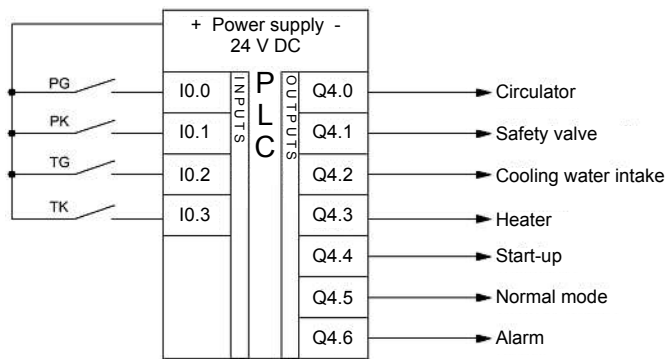 + Power supply -
24 V DC
PG
I0.0
INPUTS
PLC
OUTPUTS
Q4.0
Circulator
PK
I0.1
Q4.1
Safety valve
TG
I0.2
Q4.2
Cooling water intake
TK
I0.3
Q4.3
Heater
Q4.4
Start-up
Q4.5
Normal mode
Q4.6
Alarm